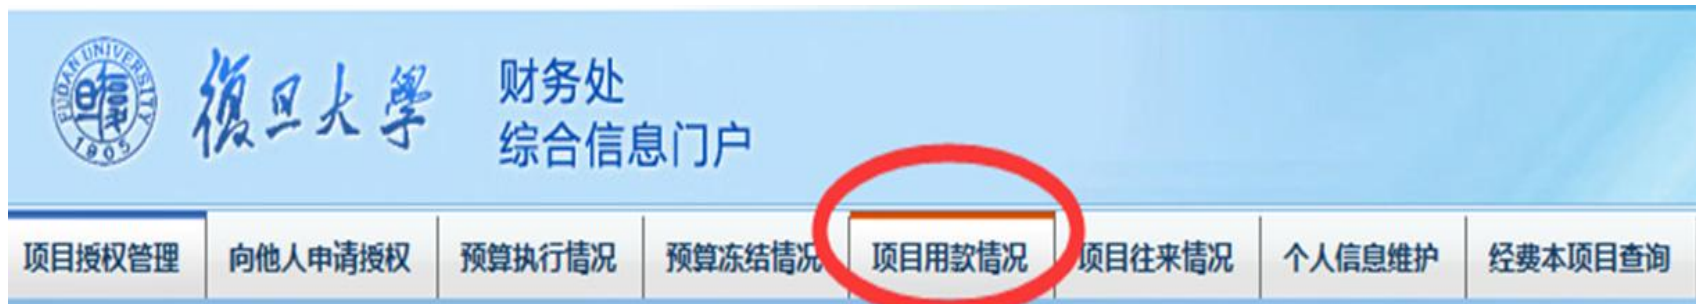 FUDAN UNIVERSITY
1905
復旦大學
财务处
综合信息门户
项目授权管理 向他人申请授权 预算执行情况 预算冻结情况 项目用款情况 项目往来情况 个人信息维护 经费本项目查询